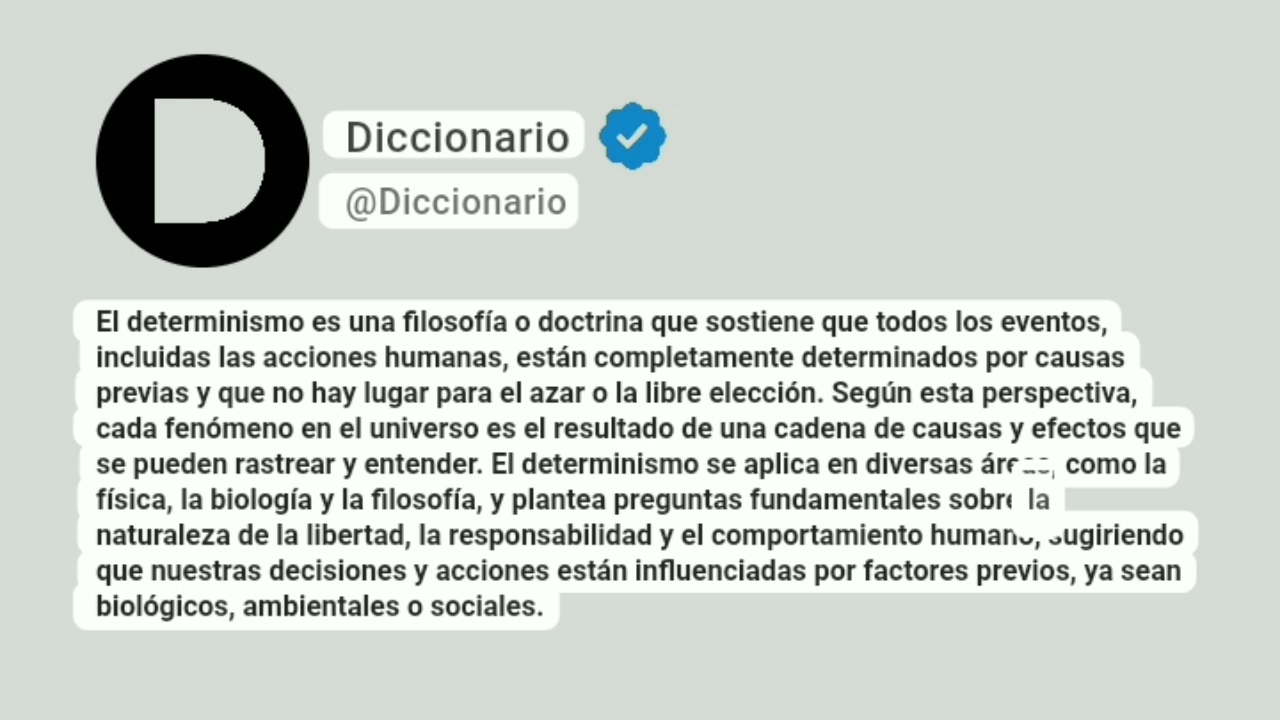 D
Diccionario
@Diccionario
El determinismo es una filosofía o doctrina que sostiene que todos los eventos,
incluidas las acciones humanas, están completamente determinados por causas
previas y que no hay lugar para el azar o la libre elección. Según esta perspectiva,
cada fenómeno en el universo es el resultado de una cadena de causas y efectos que
se pueden rastrear y entender. El determinismo se aplica en diversas áreas, como la
física, la biología y la filosofía, y plantea preguntas fundamentales sobre la
naturaleza de la libertad, la responsabilidad y el comportamiento humano, sugiriendo
que nuestras decisiones y acciones están influenciadas por factores previos, ya sean
biológicos, ambientales o sociales.